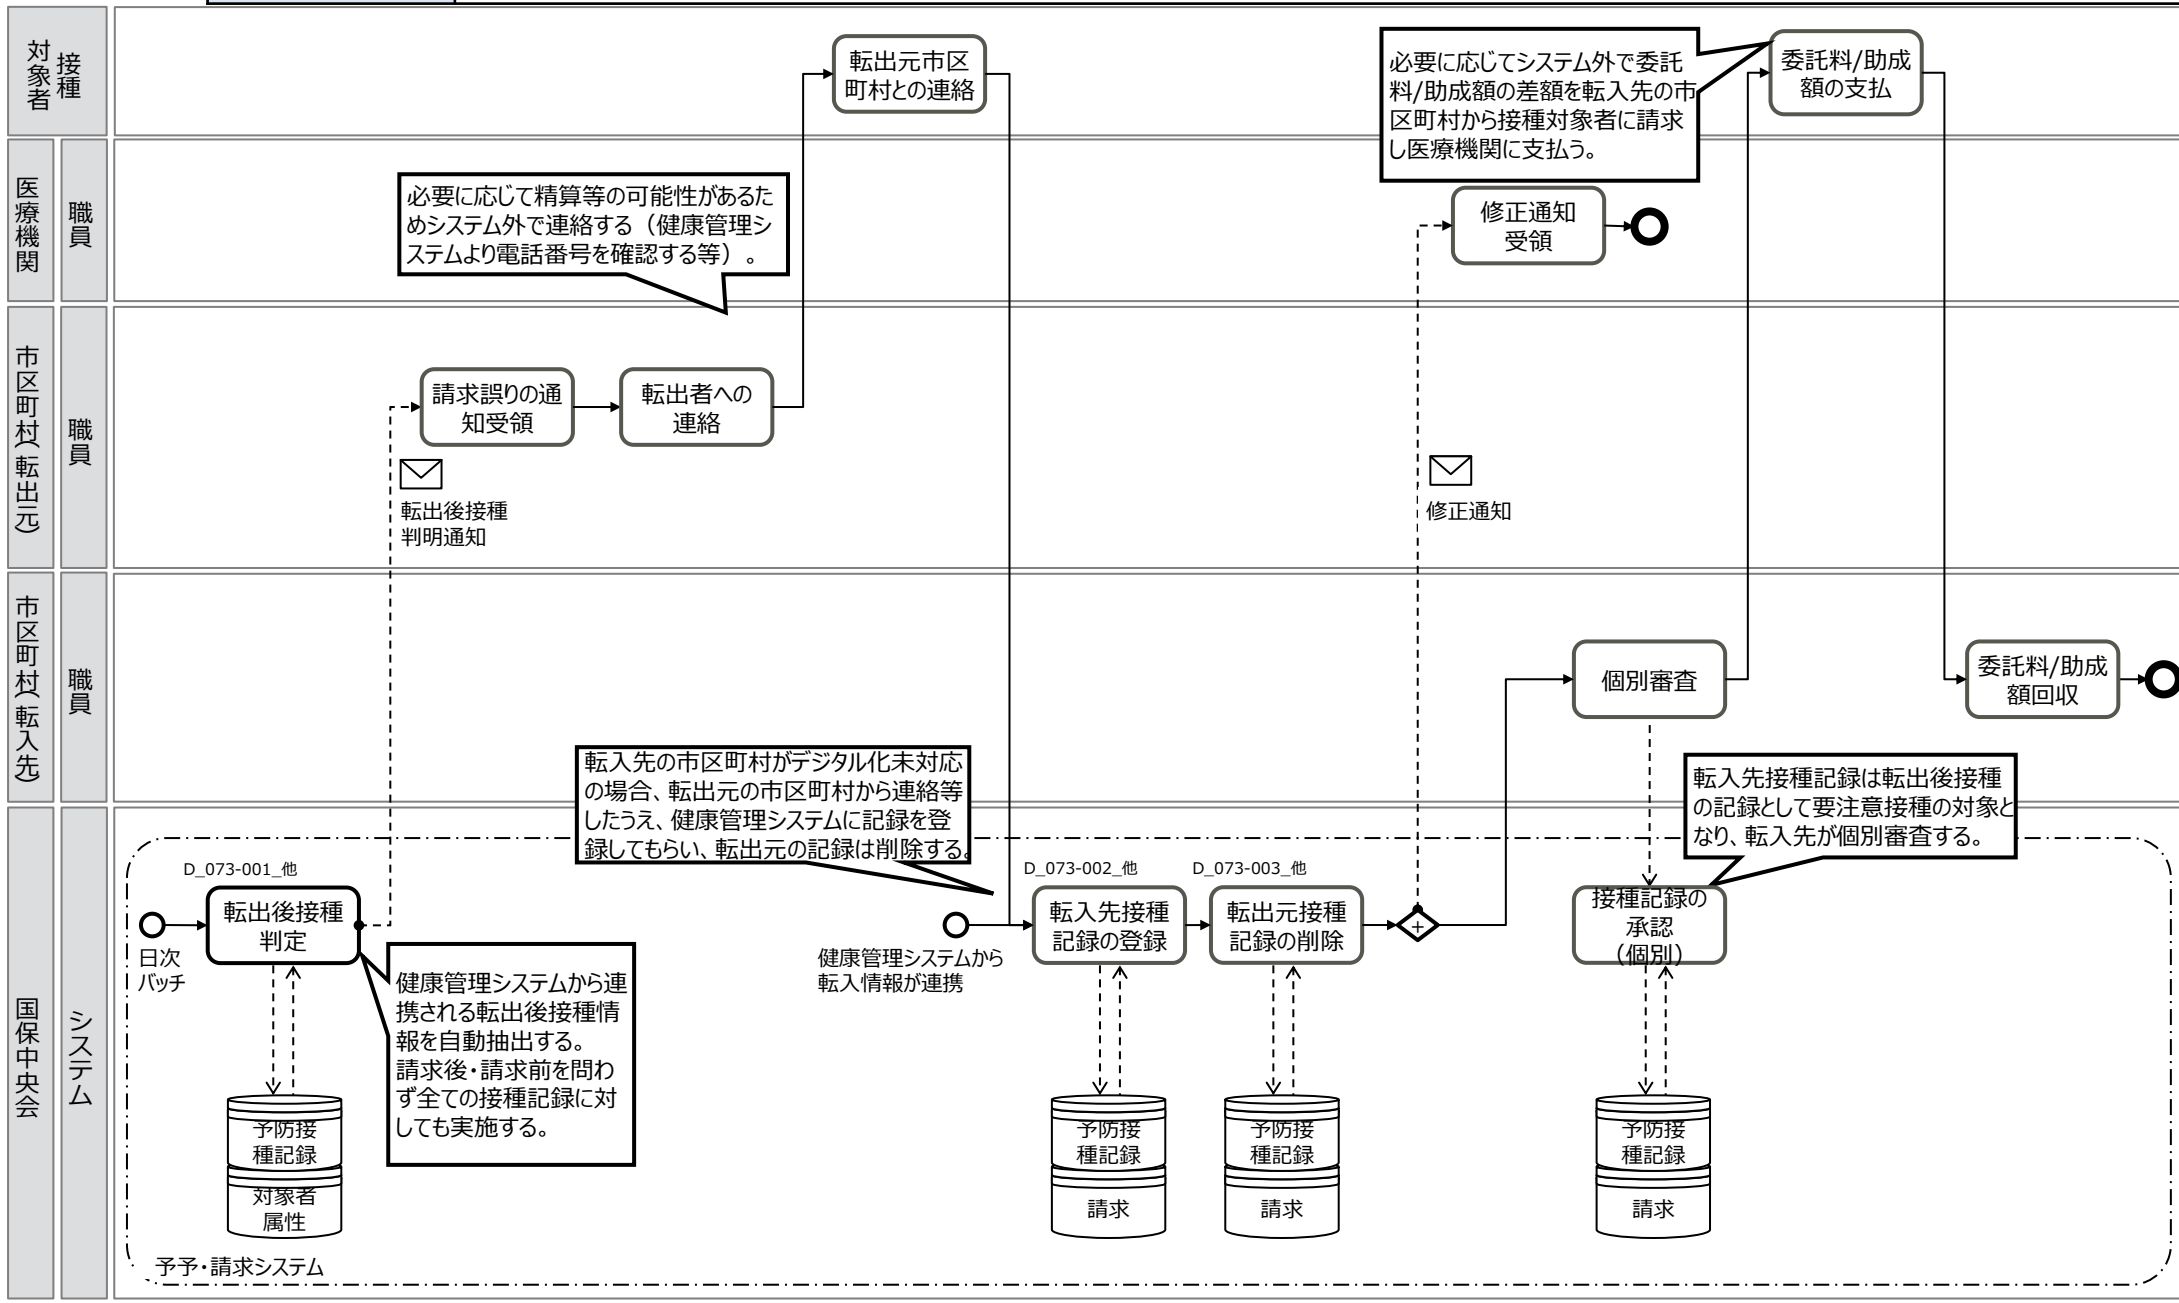 接種
対象者
転出元市区
町村との連絡
必要に応じてシステム外で委託
料/助成額の差額を転入先の市
区町村から接種対象者に請求
し医療機関に支払う。
委託料/助成
額の支払
医療機関
職員
必要に応じて精算等の可能性があるた
めシステム外で連絡する（健康管理シ
ステムより電話番号を確認する等）。
修正通知
受領
市区町村（転出元）
職員
請求誤りの通
知受領
転出者への
連絡
転出後接種
判明通知
修正通知
市区町村（転入先）
職員
個別審査
委託料/助成
額回収
転入先の市区町村がデジタル化未対応
の場合、転出元の市区町村から連絡等
したうえ、健康管理システムに記録を登
録してもらい、転出元の記録は削除する。
転入先接種記録は転出後接種
の記録として要注意接種の対象と
なり、転入先が個別審査する。
国保中央会
システム
D_073-001_他
転出後接種
判定
日次
バッチ
健康管理システムから連
携される転出後接種情
報を自動抽出する。
請求後・請求前を問わ
ず全ての接種記録に対
しても実施する。
予防接
種記録
対象者
属性
健康管理システムから
転入情報が連携
D_073-002_他
転入先接種
記録の登録
予防接
種記録
請求
D_073-003_他
転出元接種
記録の削除
予防接
種記録
請求
接種記録の
承認
（個別）
予防接
種記録
請求
予予・請求システム